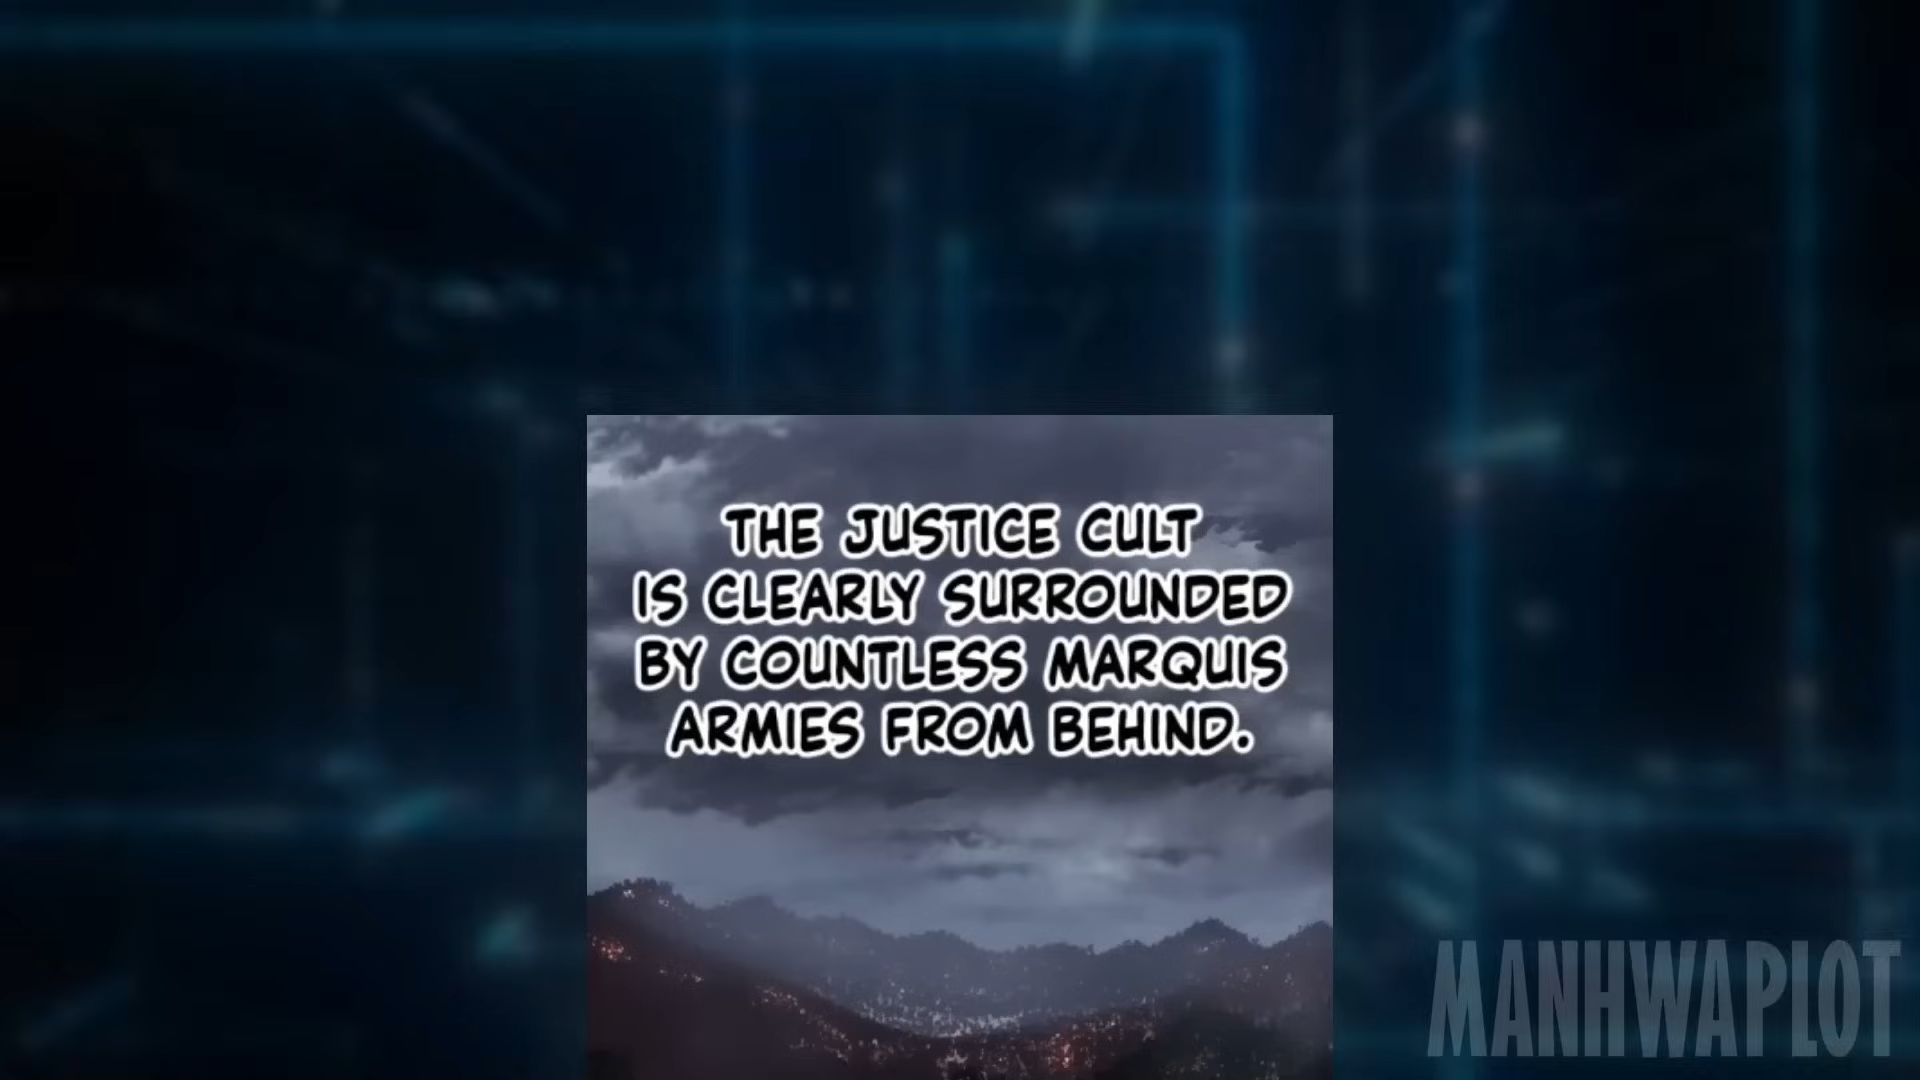 THE JUSTICE CULT
IS CLEARLY SURROUNDED
BY COUNTLESS MARQUIS
ARMIES FROM BEHIND.
MANHWAPLOT